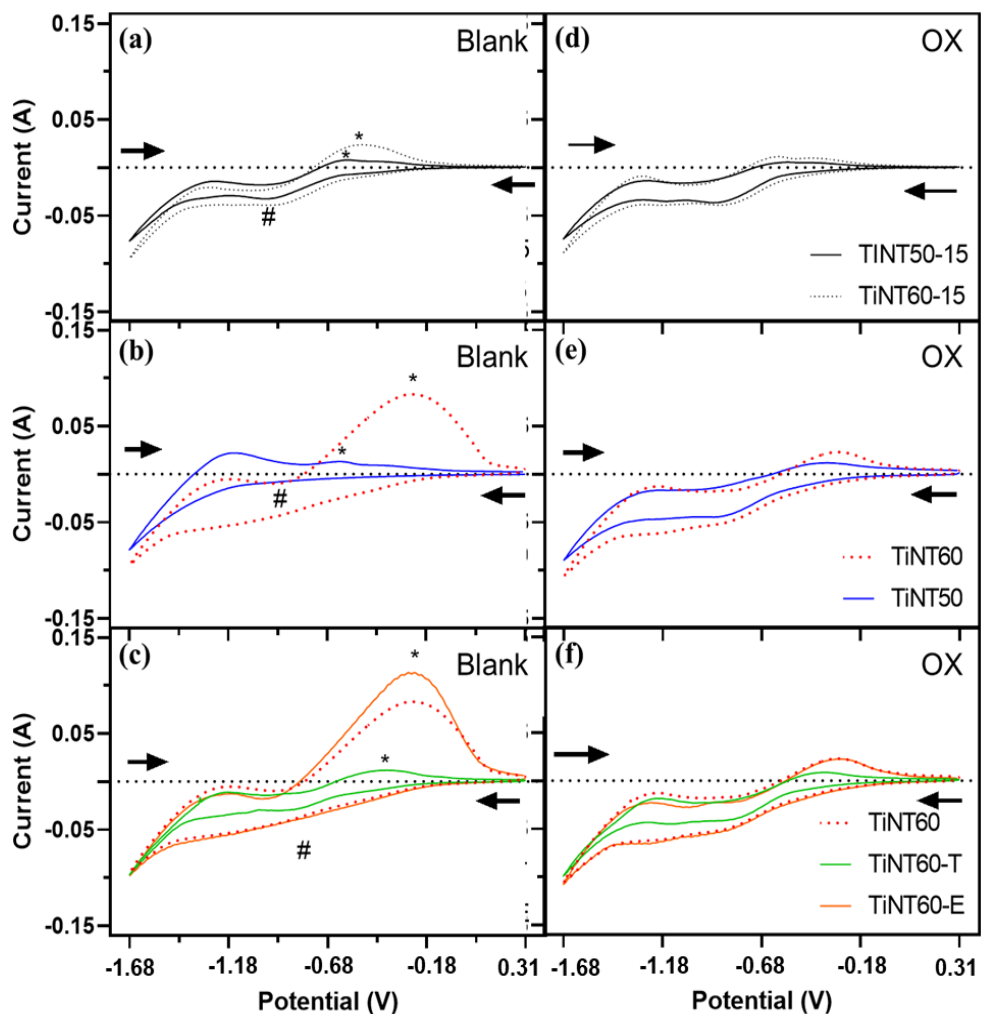 (a) Blank
0.15
0.05
-0.05
-0.15
Current (A)
*
*
#
(d) OX
TINT50-15
TiNT60-15
(b) Blank
0.15
0.05
-0.05
-0.15
Current (A)
*
*
#
(e) OX
TiNT60
TiNT50
(c) Blank
0.15
0.05
-0.05
-0.15
Current (A)
*
*
#
-1.68 -1.18 -0.68 -0.18 0.31
Potential (V)
(f) OX
TiNT60
TiNT60-T
TiNT60-E
-1.68 -1.18 -0.68 -0.18 0.31
Potential (V)